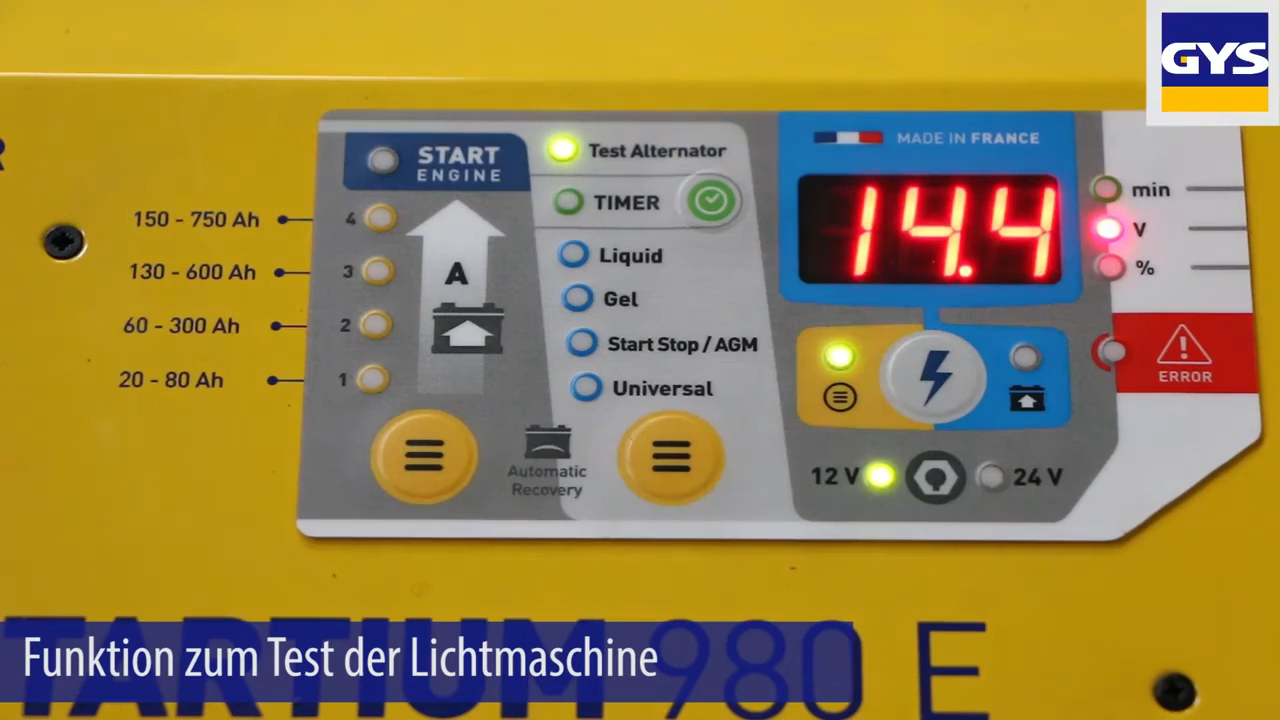 GYS
R
START
ENGINE
Test Alternator
MADE IN FRANCE
TIMER
14.4
min
V
%
150 - 750 Ah
4
130 - 600 Ah
3
60 - 300 Ah
2
20 - 80 Ah
1
A
Liquid
Gel
Start Stop / AGM
Universal
ERROR
Automatic
Recovery
12 V
24 V
TARTIUM 980 E
Funktion zum Test der Lichtmaschine